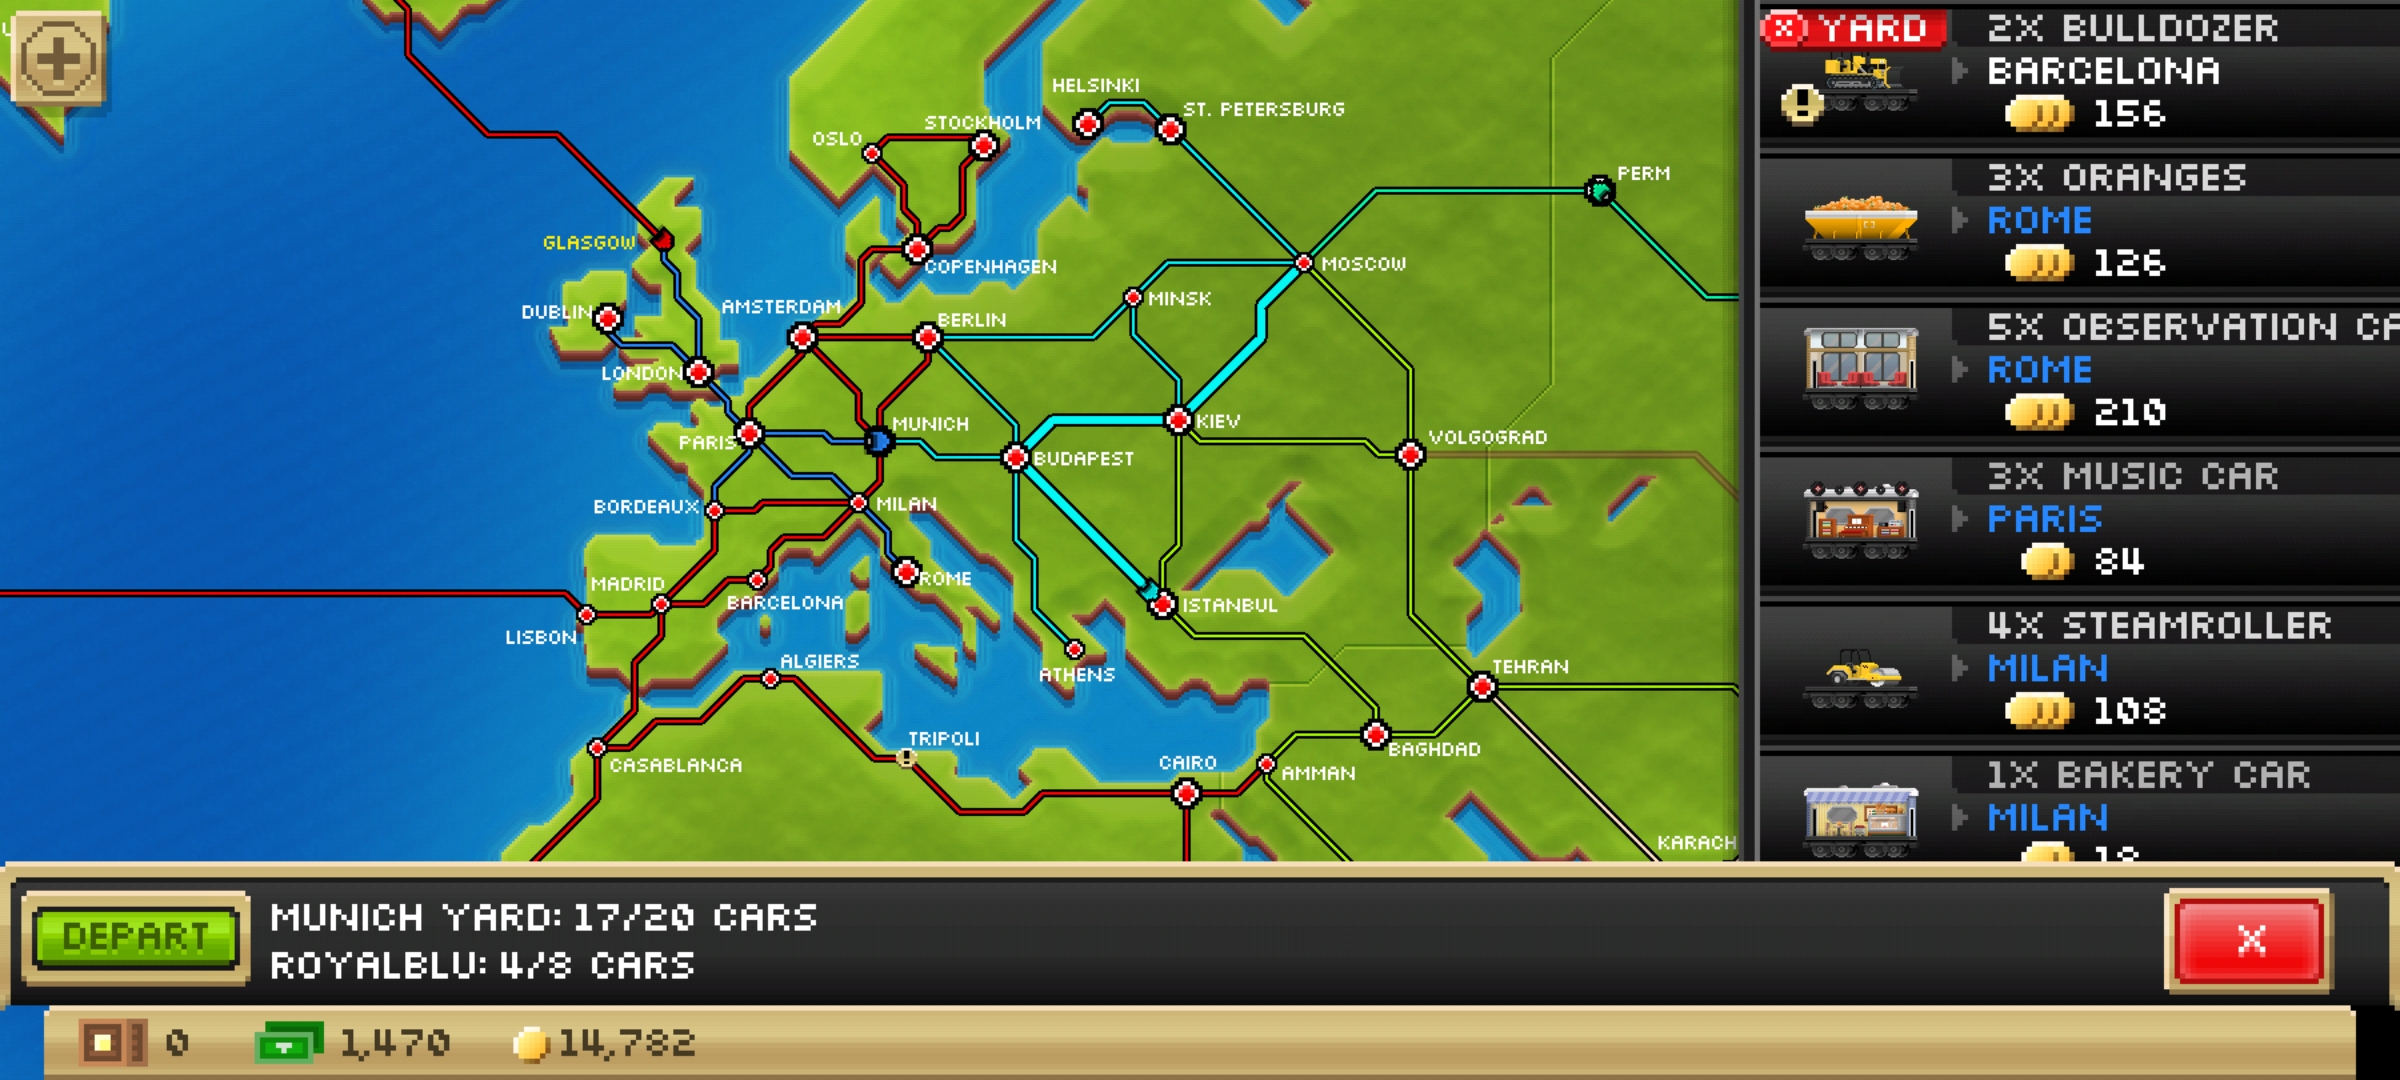 HELSINKI
ST. PETERSBURG
STOCKHOLM
OSLO
PERM
GLASGOW
COPENHAGEN
MOSCOW
DUBLIN
AMSTERDAM
BERLIN
MINSK
LONDON
PARIS
MUNICH
BUDAPEST
KIEV
VOLGOGRAD
BORDEAUX
MILAN
MADRID
BARCELONA
ROME
ISTANBUL
LISBON
ALGIERS
ATHENS
TEHRAN
TRIPOLI
CASABLANCA
CAIRO
AMMAN
BAGHDAD
KARACH
YARD
2X BULLDOZER
BARCELONA
156
3X ORANGES
ROME
126
5X OBSERVATION CA
ROME
210
3X MUSIC CAR
PARIS
84
4X STEAMROLLER
MILAN
108
1X BAKERY CAR
MILAN
DEPART
MUNICH YARD: 17/20 CARS
ROYALBLU: 4/8 CARS
X
0
1,470
14,782